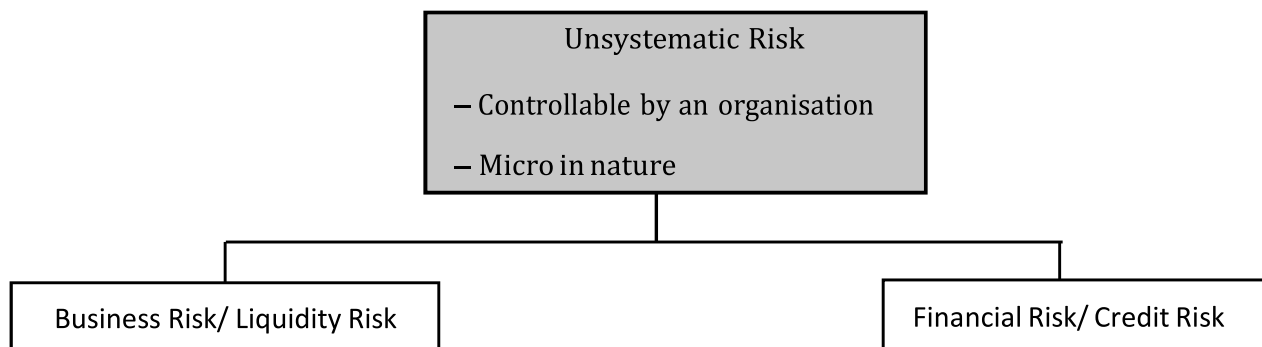 Unsystematic Risk
– Controllable by an organisation
– Micro in nature
Business Risk/ Liquidity Risk
Financial Risk/ Credit Risk